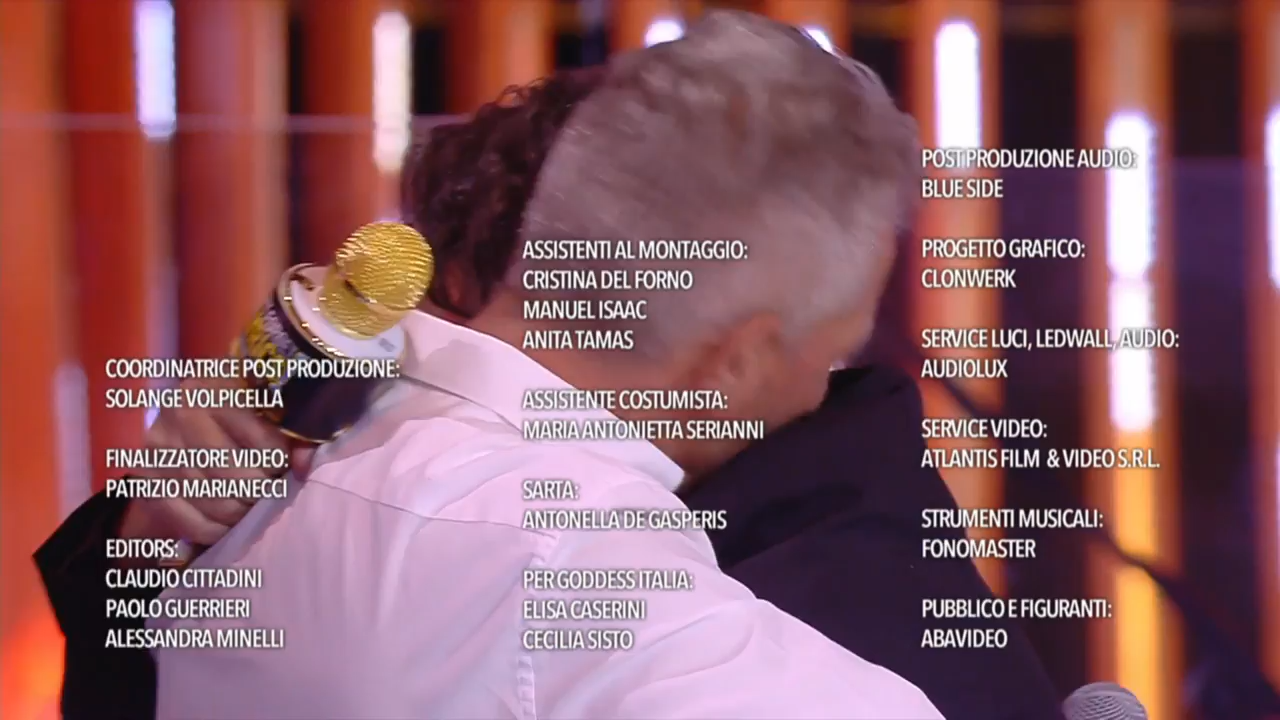 COORDINATRICE POST PRODUZIONE:
SOLANGE VOLPICELLA
FINALIZZATORE VIDEO:
PATRIZIO MARIANECCI
EDITORS:
CLAUDIO CITTADINI
PAOLO GUERRIERI
ALESSANDRA MINELLI
ASSISTENTI AL MONTAGGIO:
CRISTINA DEL FORNO
MANUEL ISAAC
ANITA TAMAS
ASSISTENTE COSTUMISTA:
MARIA ANTONIETTA SERIANNI
SARTA:
ANTONELLA DE GASPERIS
PER GODDESS ITALIA:
ELISA CASERINI
CECILIA SISTO
POST PRODUZIONE AUDIO:
BLUE SIDE
PROGETTO GRAFICO:
CLONWERK
SERVICE LUCI, LEDWALL, AUDIO:
AUDIOLUX
SERVICE VIDEO:
ATLANTIS FILM & VIDEO S.R.L.
STRUMENTI MUSICALI:
FONOMASTER
PUBBLICO E FIGURANTI:
ABAVIDEO